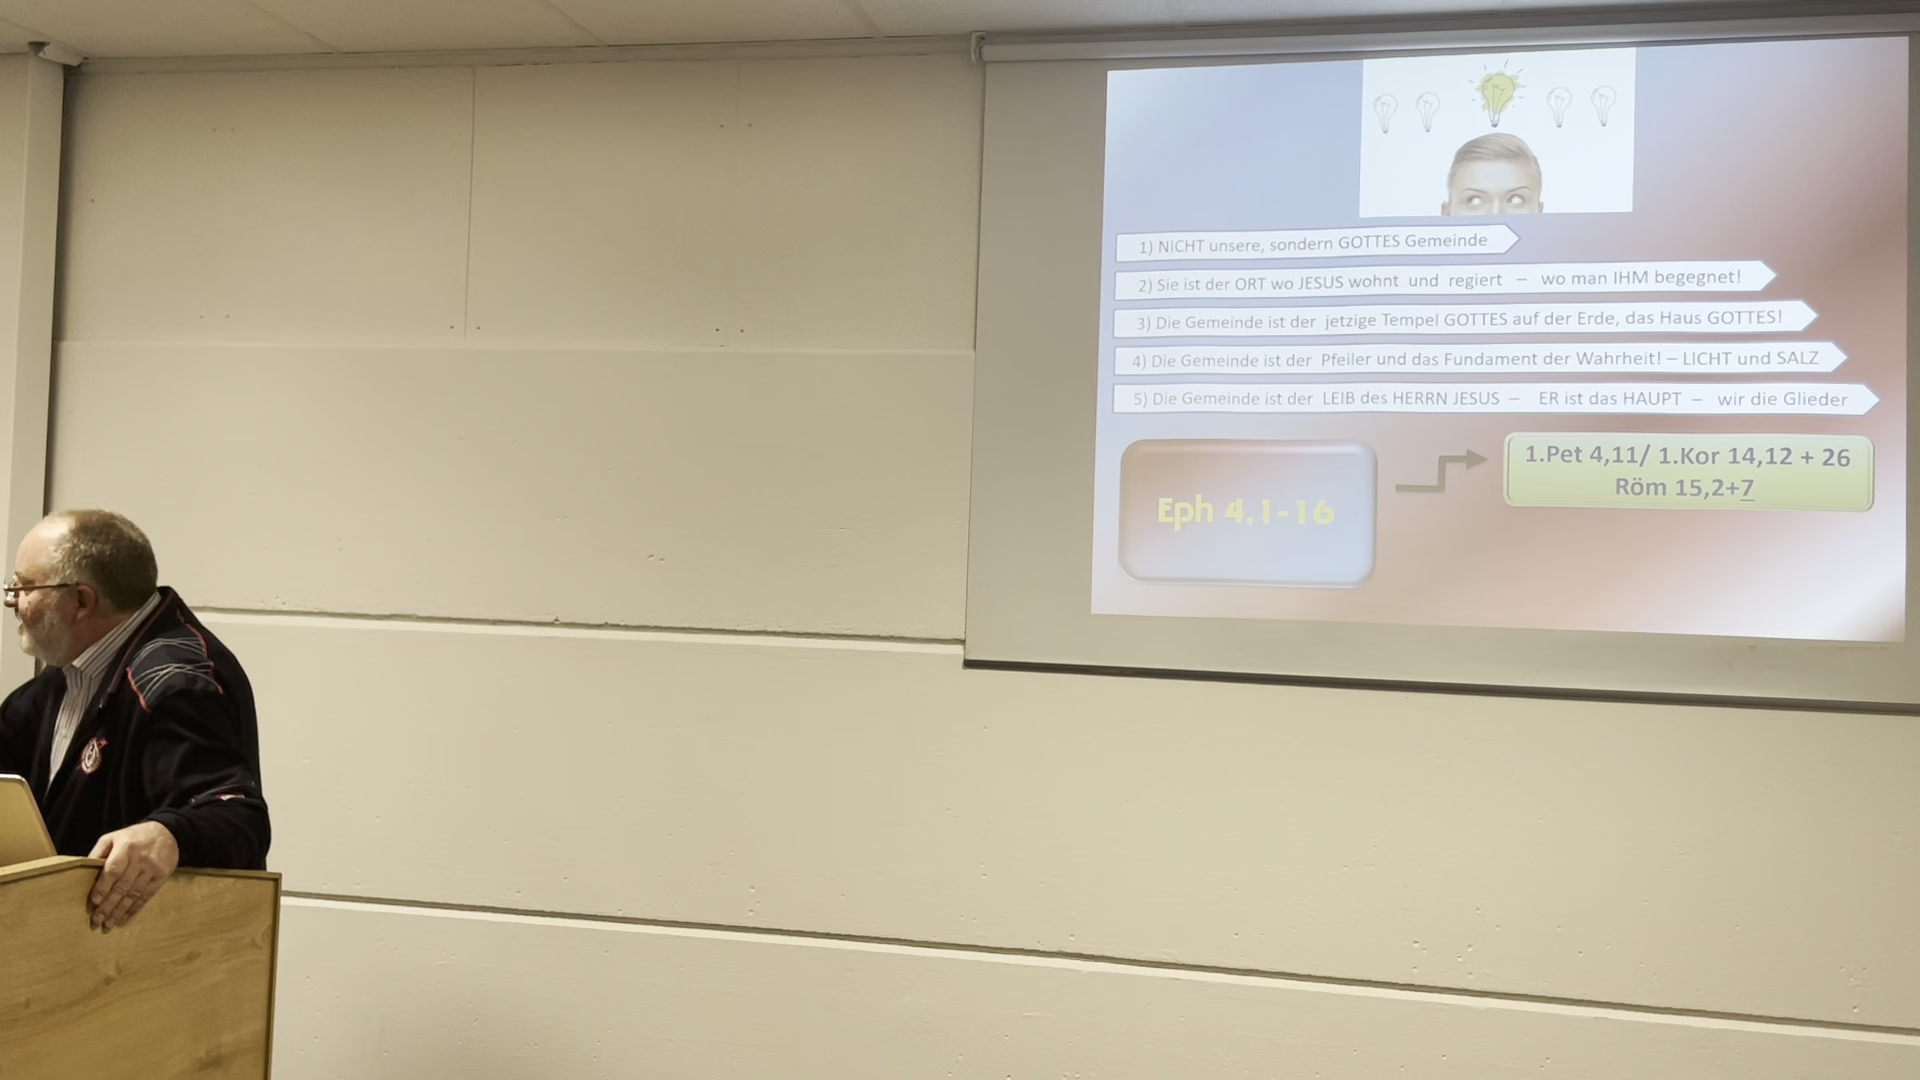 1) NICHT unsere, sondern GOTTES Gemeinde
2) Sie ist der ORT wo JESUS wohnt und regiert – wo man IHM begegnet!
3) Die Gemeinde ist der jetzige Tempel GOTTES auf der Erde, das Haus GOTTES!
4) Die Gemeinde ist der Pfeiler und das Fundament der Wahrheit! – LICHT und SALZ
5) Die Gemeinde ist der LEIB des HERRN JESUS – ER ist das HAUPT – wir die Glieder
Eph 4,1-16
1.Pet 4,11/ 1.Kor 14,12 + 26
Röm 15,2+7